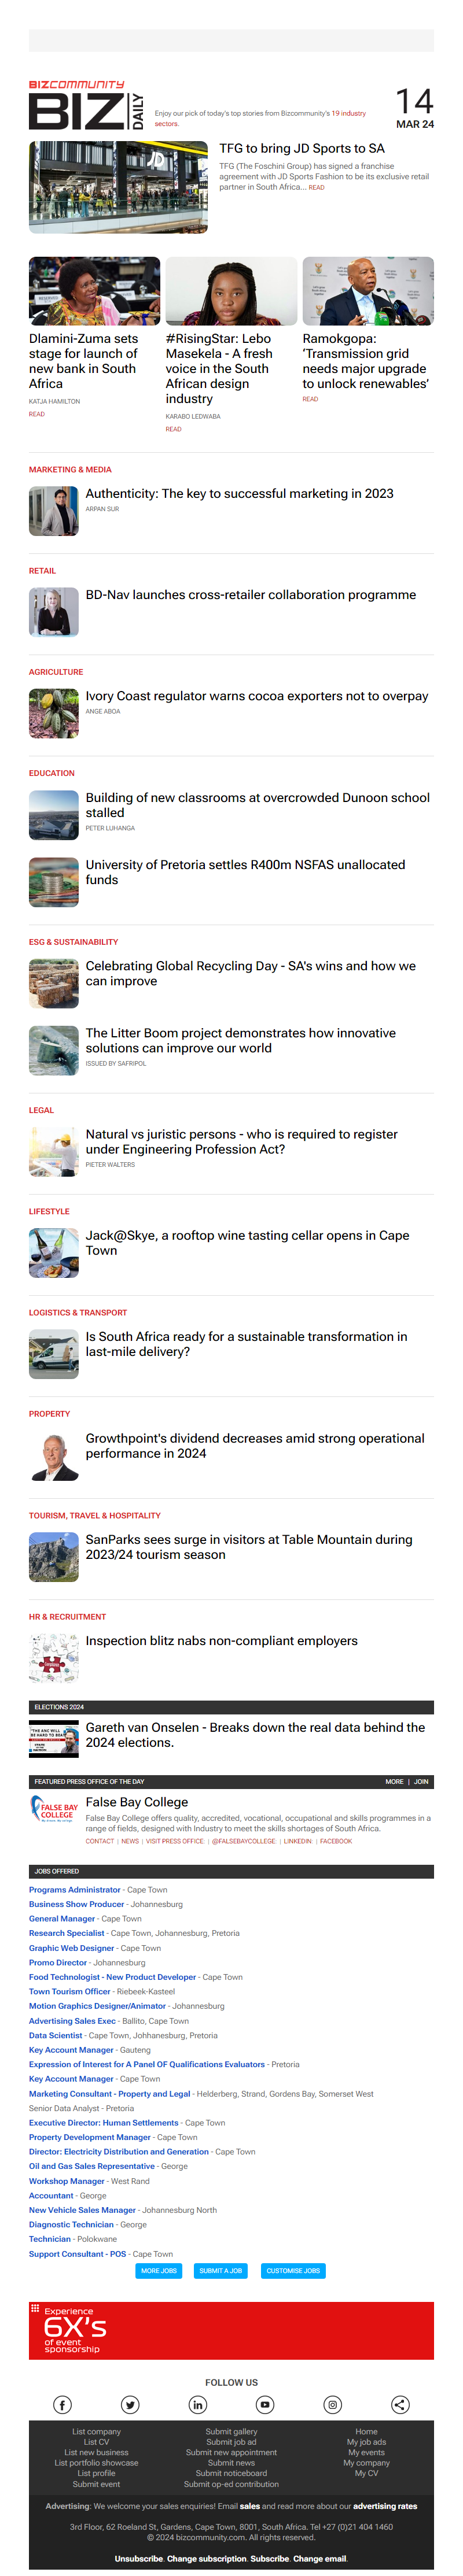 BIZCOMMUNITY
BIZ DAILY
Enjoy our pick of today's top stories from Bizcommunity's 19 industry
sectors.
14
MAR 24
JD
TFG to bring JD Sports to SA
TFG (The Foschini Group) has signed a franchise
agreement with JD Sports Fashion to be its exclusive retail
partner in South Africa... READ
Dlamini-Zuma sets
stage for launch of
new bank in South
Africa
KATJA HAMILTON
READ
#RisingStar: Lebo
Masekela - A fresh
voice in the South
African design
industry
KARABO LEDWABA
READ
Ramokgopa:
‘Transmission grid
needs major upgrade
to unlock renewables’
READ
MARKETING & MEDIA
Authenticity: The key to successful marketing in 2023
ARPAN SUR
RETAIL
BD-Nav launches cross-retailer collaboration programme
AGRICULTURE
Ivory Coast regulator warns cocoa exporters not to overpay
ANGE ABOA
EDUCATION
Building of new classrooms at overcrowded Dunoon school
stalled
PETER LUHANGA
University of Pretoria settles R400m NSFAS unallocated
funds
ESG & SUSTAINABILITY
Celebrating Global Recycling Day - SA's wins and how we
can improve
The Litter Boom project demonstrates how innovative
solutions can improve our world
ISSUED BY SAFRIPOL
LEGAL
Natural vs juristic persons - who is required to register
under Engineering Profession Act?
PIETER WALTERS
LIFESTYLE
Jack@Skye, a rooftop wine tasting cellar opens in Cape
Town
LOGISTICS & TRANSPORT
Is South Africa ready for a sustainable transformation in
last-mile delivery?
PROPERTY
Growthpoint's dividend decreases amid strong operational
performance in 2024
TOURISM, TRAVEL & HOSPITALITY
SanParks sees surge in visitors at Table Mountain during
2023/24 tourism season
HR & RECRUITMENT
Inspection blitz nabs non-compliant employers
ELECTIONS 2024
Gareth van Onselen - Breaks down the real data behind the
2024 elections.
FEATURED PRESS OFFICE OF THE DAY
MORE | JOIN
FALSE BAY
COLLEGE
False Bay College
False Bay College offers quality, accredited, vocational, occupational and skills programmes in a
range of fields, designed with Industry to meet the skills shortages of South Africa.
CONTACT | NEWS | VISIT PRESS OFFICE: | @FALSEBAYCOLLEGE: | LINKEDIN: | FACEBOOK
JOBS OFFERED
Programs Administrator - Cape Town
Business Show Producer - Johannesburg
General Manager - Cape Town
Research Specialist - Cape Town, Johannesburg, Pretoria
Graphic Web Designer - Cape Town
Promo Director - Johannesburg
Food Technologist - New Product Developer - Cape Town
Town Tourism Officer - Riebeek-Kasteel
Motion Graphics Designer/Animator - Johannesburg
Advertising Sales Exec - Ballito, Cape Town
Data Scientist - Cape Town, Johhanesburg, Pretoria
Key Account Manager - Gauteng
Expression of Interest for A Panel OF Qualifications Evaluators - Pretoria
Key Account Manager - Cape Town
Marketing Consultant - Property and Legal - Helderberg, Strand, Gordens Bay, Somerset West
Senior Data Analyst - Pretoria
Executive Director: Human Settlements - Cape Town
Property Development Manager - Cape Town
Director: Electricity Distribution and Generation - Cape Town
Oil and Gas Sales Representative - George
Workshop Manager - West Rand
Accountant - George
New Vehicle Sales Manager - Johannesburg North
Diagnostic Technician - George
Technician - Polokwane
Support Consultant - POS - Cape Town
MORE JOBS
SUBMIT A JOB
CUSTOMISE JOBS
Experience
6X's
of event
sponsorship
FOLLOW US
List company
List CV
List new business
List portfolio showcase
List profile
Submit event
Submit gallery
Submit job ad
Submit new appointment
Submit news
Submit noticeboard
Submit op-ed contribution
Home
My job ads
My events
My company
My CV
Advertising: We welcome your sales enquiries! Email sales and read more about our advertising rates
3rd Floor, 62 Roeland St, Gardens, Cape Town, 8001, South Africa. Tel +27 (0)21 404 1460
© 2024 bizcommunity.com. All rights reserved.
Unsubscribe. Change subscription. Subscribe. Change email.